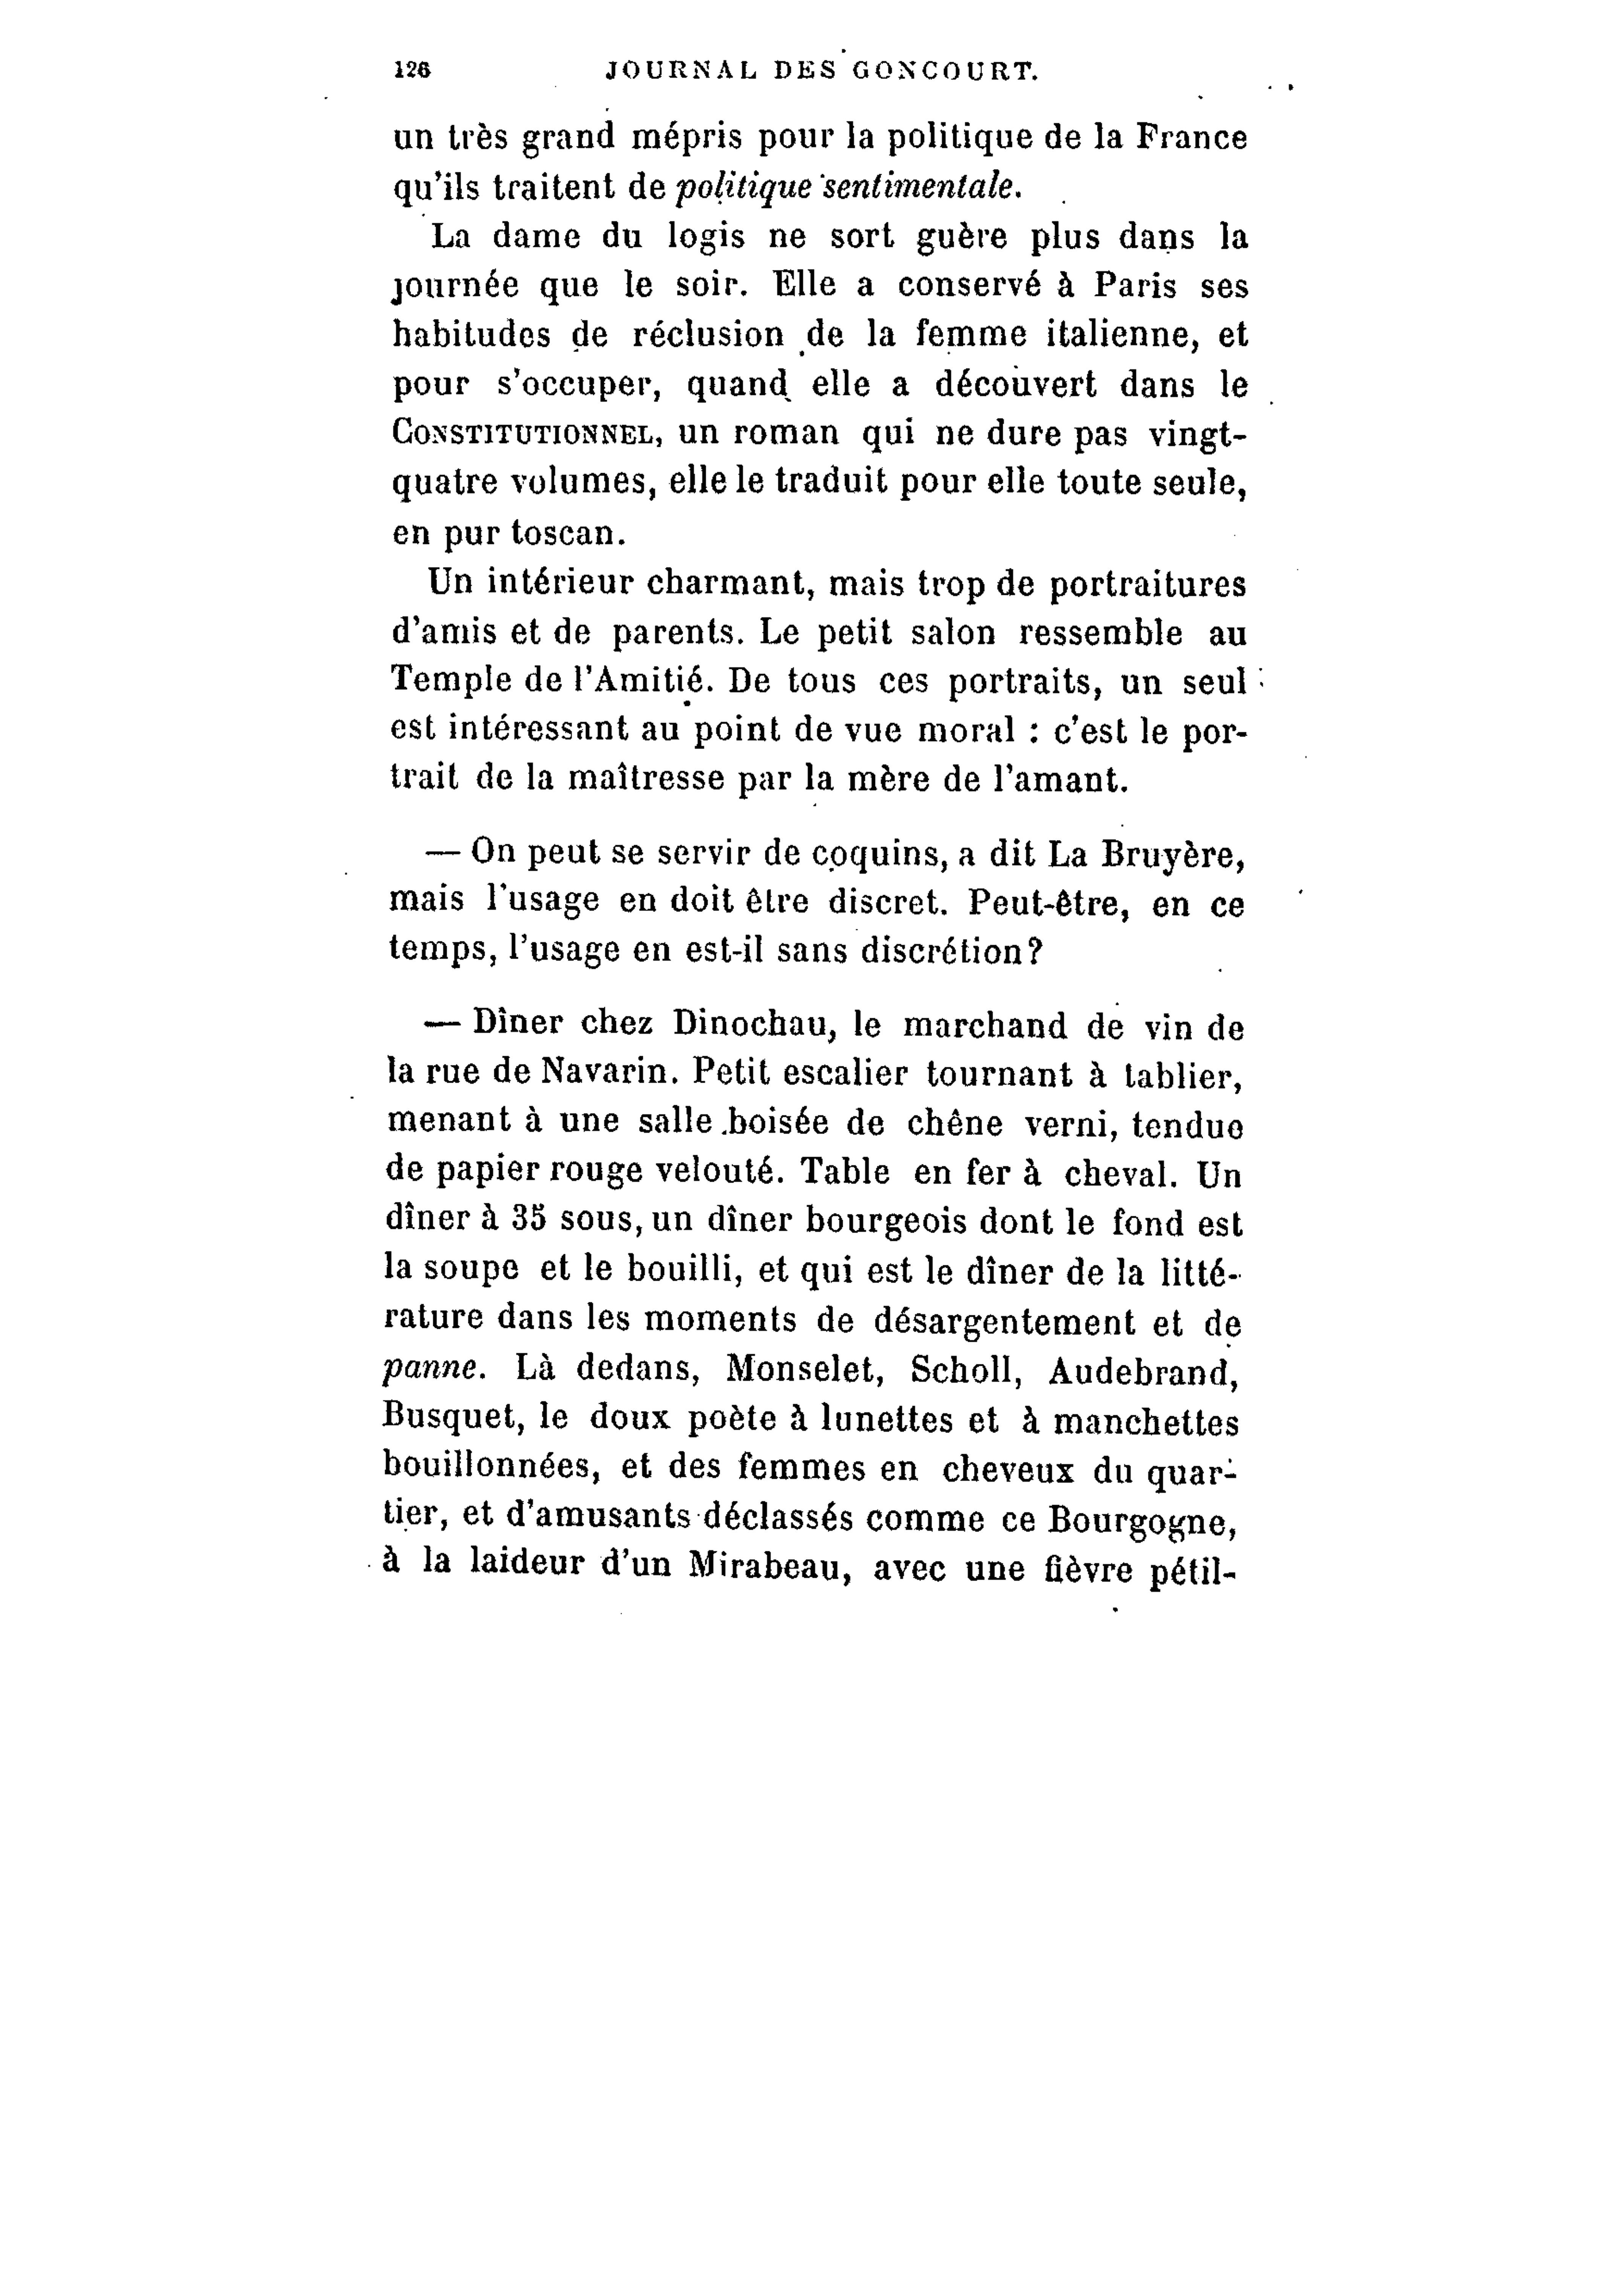 126 JOURNAL DES GONCOURT.
un très grand mépris pour la politique de la France
qu'ils traitent de politique sentimentale.
La dame du logis ne sort guère plus dans la
journée que le soir. Elle a conservé à Paris ses
habitudes de réclusion de la femme italienne, et
pour s'occuper, quand elle a découvert dans le
CONSTITUTIONNEL, un roman qui ne dure pas vingt-
quatre volumes, elle le traduit pour elle toute seule,
en pur toscan.
Un intérieur charmant, mais trop de portraitures
d'amis et de parents. Le petit salon ressemble au
Temple de l'Amitié. De tous ces portraits, un seul
est intéressant au point de vue moral : c'est le por-
trait de la maîtresse par la mère de l'amant.
— On peut se servir de coquins, a dit La Bruyère,
mais l'usage en doit être discret. Peut-être, en ce
temps, l'usage en est-il sans discrétion?
— Dîner chez Dinochau, le marchand de vin de
la rue de Navarin. Petit escalier tournant à tablier,
menant à une salle boisée de chêne verni, tendue
de papier rouge velouté. Table en fer à cheval. Un
dîner à 35 sous, un dîner bourgeois dont le fond est
la soupe et le bouilli, et qui est le dîner de la litté-
rature dans les moments de désargentement et de
panne. Là dedans, Monselet, Scholl, Audebrand,
Busquet, le doux poète à lunettes et à manchettes
bouillonnées, et des femmes en cheveux du quar-
tier, et d'amusants déclassés comme ce Bourgogne,
à la laideur d'un Mirabeau, avec une fièvre pétil-